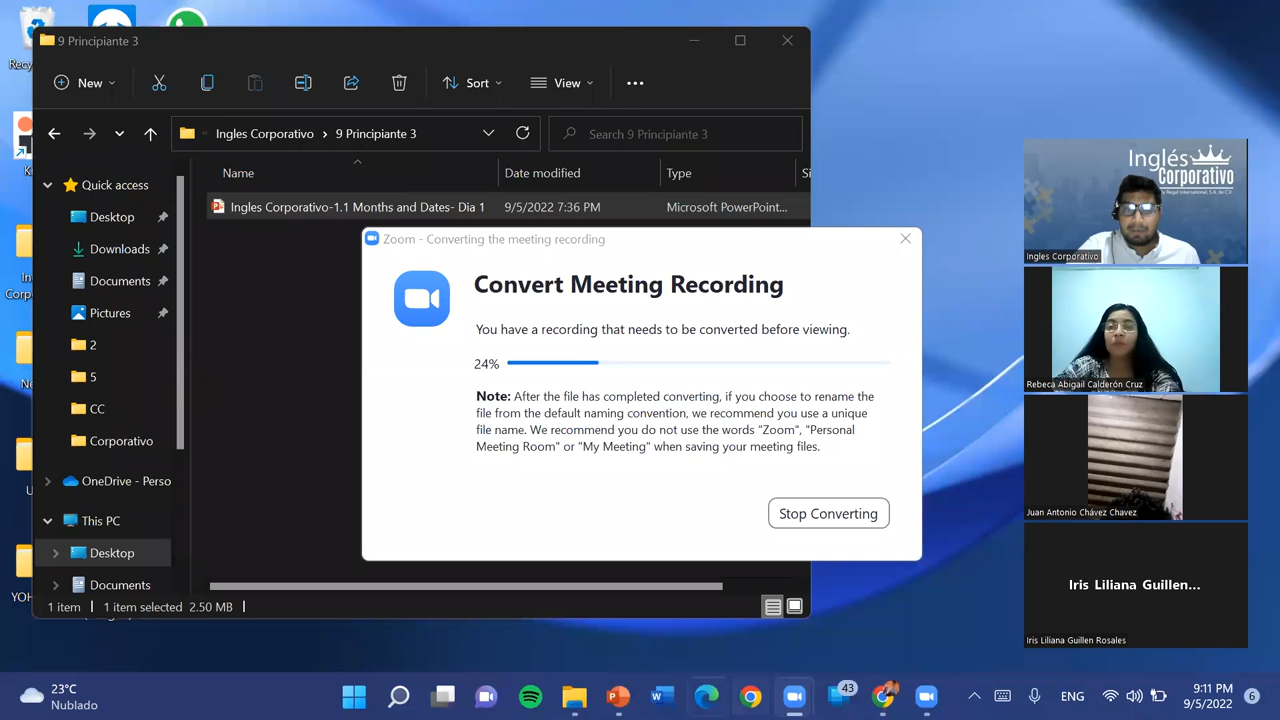 9 Principiante 3
New
Sort
View
Ingles Corporativo
9 Principiante 3
Search 9 Principiante 3
Name
Date modified
Type
Quick access
Desktop
Downloads
Documents
Pictures
2
5
CC
Corporativo
OneDrive - Perso
This PC
Desktop
Documents
Ingles Corporativo-1.1 Months and Dates- Dia 1
9/5/2022 7:36 PM
Microsoft PowerPoint...
Zoom - Converting the meeting recording
Convert Meeting Recording
You have a recording that needs to be converted before viewing.
24%
Note: After the file has completed converting, if you choose to rename the
file from the default naming convention, we recommend you use a unique
file name. We recommend you do not use the words "Zoom", "Personal
Meeting Room" or "My Meeting" when saving your meeting files.
Stop Converting
1 item
1 item selected
2.50 MB
Inglés
Corporativo
Ingles Corporativo
Rebeca Abigail Calderón Cruz
Juan Antonio Chávez Chavez
Iris Liliana Guillen...
Iris Liliana Guillen Rosales
23°C
Nublado
43
ENG
9:11 PM
9/5/2022
6